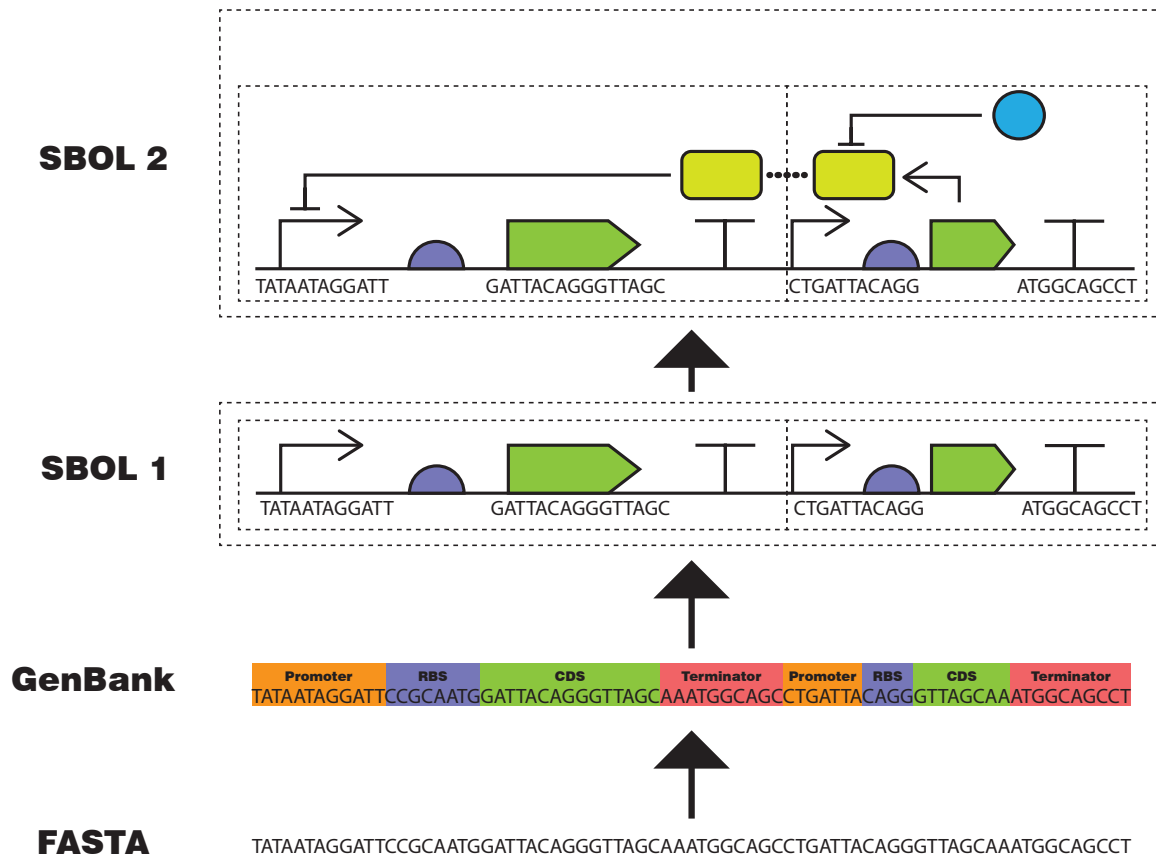 SBOL 2
TATAATAGGATT GATTACAGGGTTAGC CTGATTACAGG ATGGCAGCCT
SBOL 1
TATAATAGGATT GATTACAGGGTTAGC CTGATTACAGG ATGGCAGCCT
GenBank
Promoter RBS CDS Terminator Promoter RBS CDS Terminator
TATAATAGGATTCCGCAATGGATTACAGGGTTAGCAAATGGCAGCCTGATTACAGGGTTAGCAAATGGCAGCCT
FASTA
TATAATAGGATTCCGCAATGGATTACAGGGTTAGCAAATGGCAGCCTGATTACAGGGTTAGCAAATGGCAGCCT